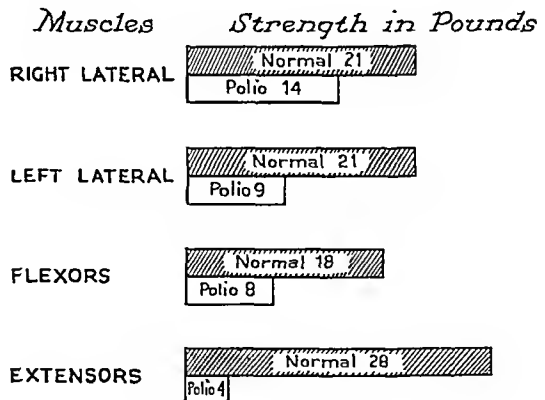 Muscles Strength in Pounds
RIGHT LATERAL
Normal 21
Polio 14
LEFT LATERAL
Normal 21
Polio 9
FLEXORS
Normal 18
Polio 8
EXTENSORS
Normal 28
Polio 4